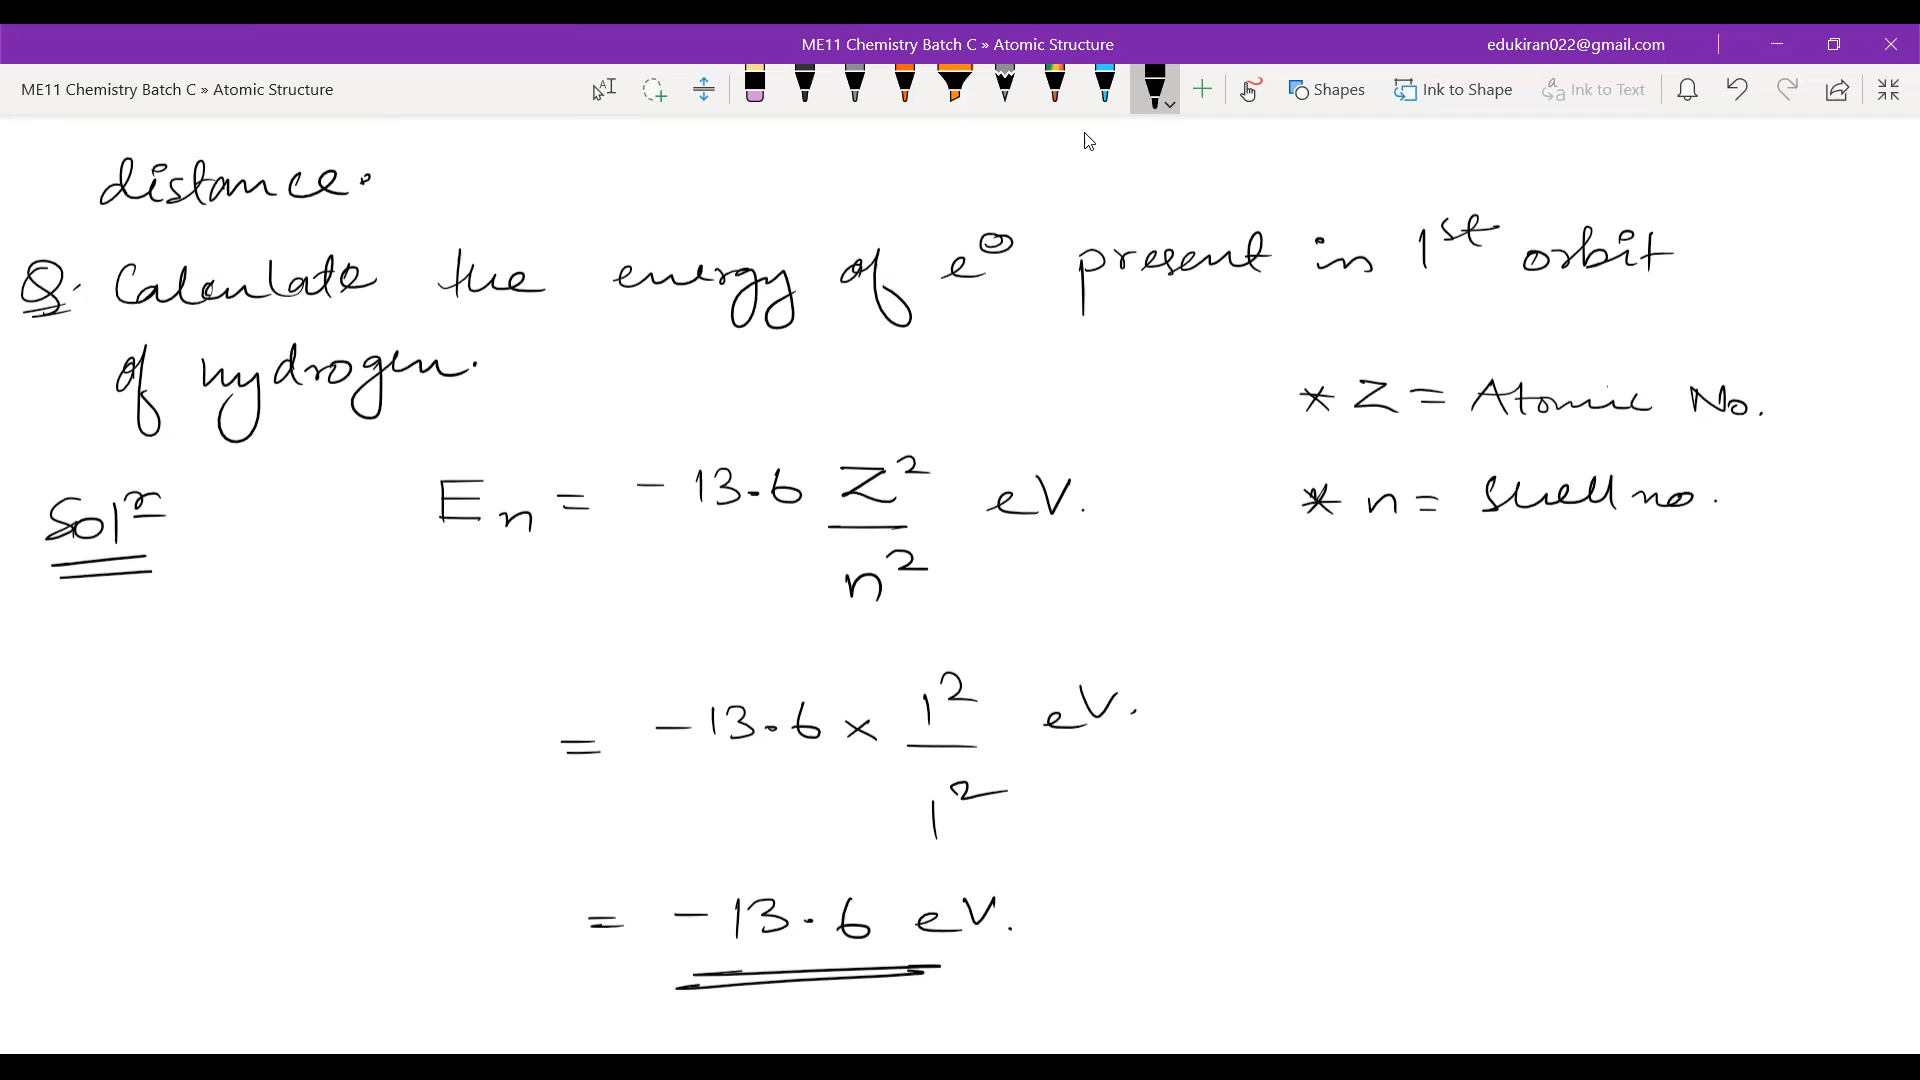 ME11 Chemistry Batch C » Atomic Structure
edukiran022@gmail.com
ME11 Chemistry Batch C » Atomic Structure
Shapes
Ink to Shape
Ink to Text
distance.
Q. Calculate the energy of e⊖ present in 1st orbit
of hydrogen.
* Z = Atomic No.
Solⁿ
Eₙ = - 13.6 Z²/n² eV.
* n = Shell no.
= -13.6 × 1²/1² eV.
= -13.6 eV.